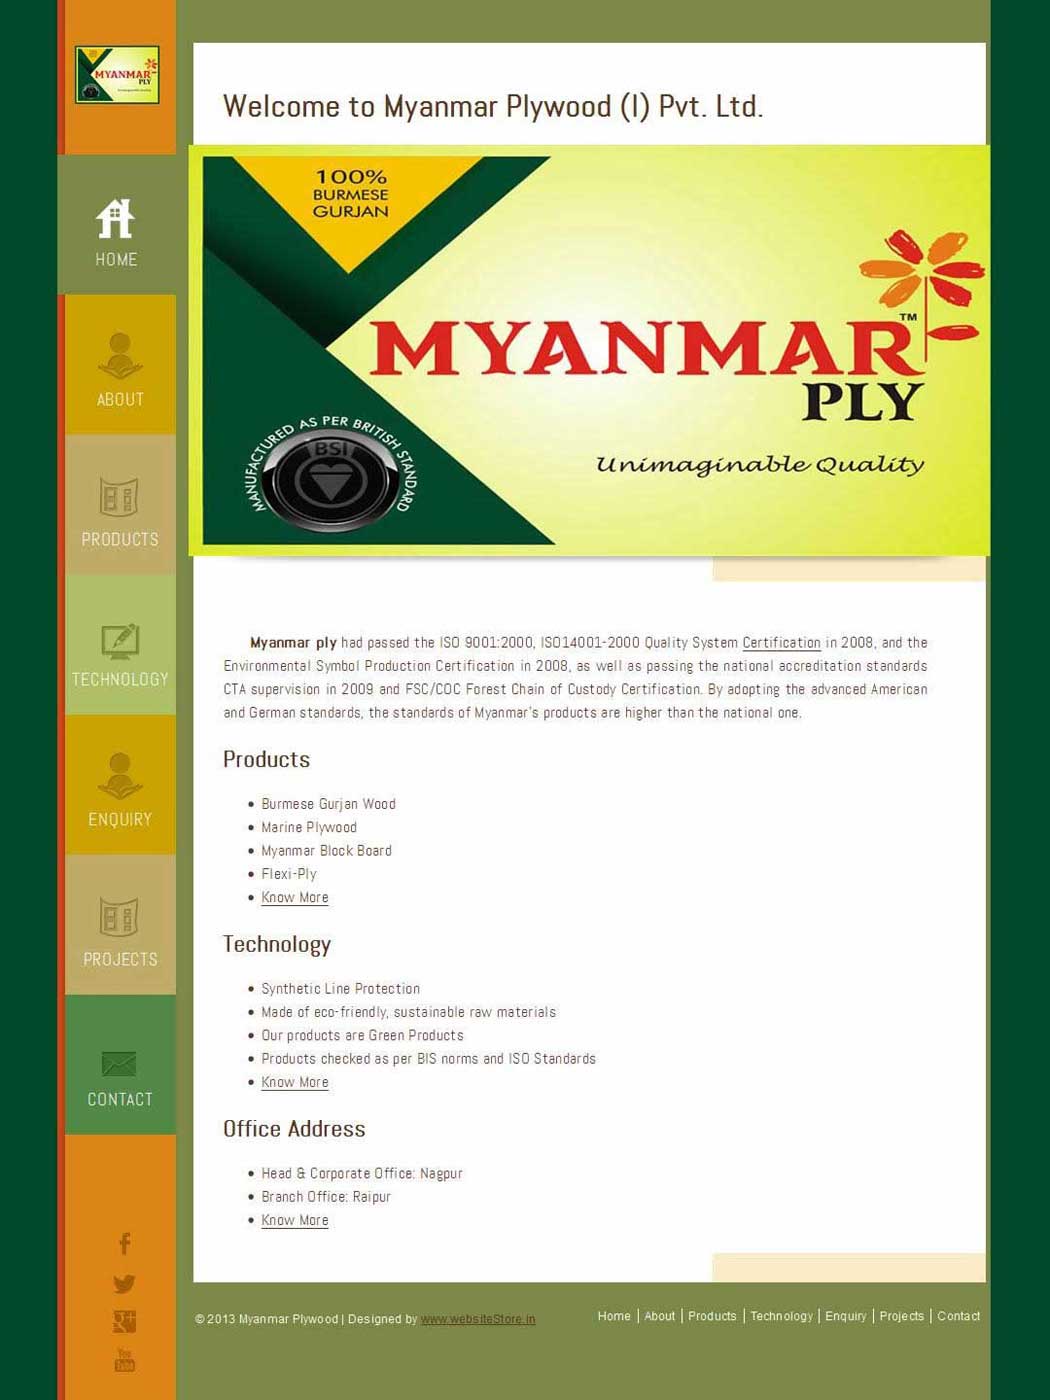 MYANMAR
PLY
HOME
ABOUT
PRODUCTS
TECHNOLOGY
ENQUIRY
PROJECTS
CONTACT
Welcome to Myanmar Plywood (I) Pvt. Ltd.
100%
BURMESE
GURJAN
MYANMAR™
PLY
Unimaginable Quality
MANUFACTURED AS PER BRITISH STANDARD
BSI
Myanmar ply had passed the ISO 9001:2000, ISO14001-2000 Quality System Certification in 2008, and the
Environmental Symbol Production Certification in 2008, as well as passing the national accreditation standards
CTA supervision in 2009 and FSC/COC Forest Chain of Custody Certification. By adopting the advanced American
and German standards, the standards of Myanmar's products are higher than the national one.
Products
• Burmese Gurjan Wood
• Marine Plywood
• Myanmar Block Board
• Flexi-Ply
• Know More
Technology
• Synthetic Line Protection
• Made of eco-friendly, sustainable raw materials
• Our products are Green Products
• Products checked as per BIS norms and ISO Standards
• Know More
Office Address
• Head & Corporate Office: Nagpur
• Branch Office: Raipur
• Know More
You
Tube
© 2013 Myanmar Plywood | Designed by www.websiteStore.in
Home | About | Products | Technology | Enquiry | Projects | Contact